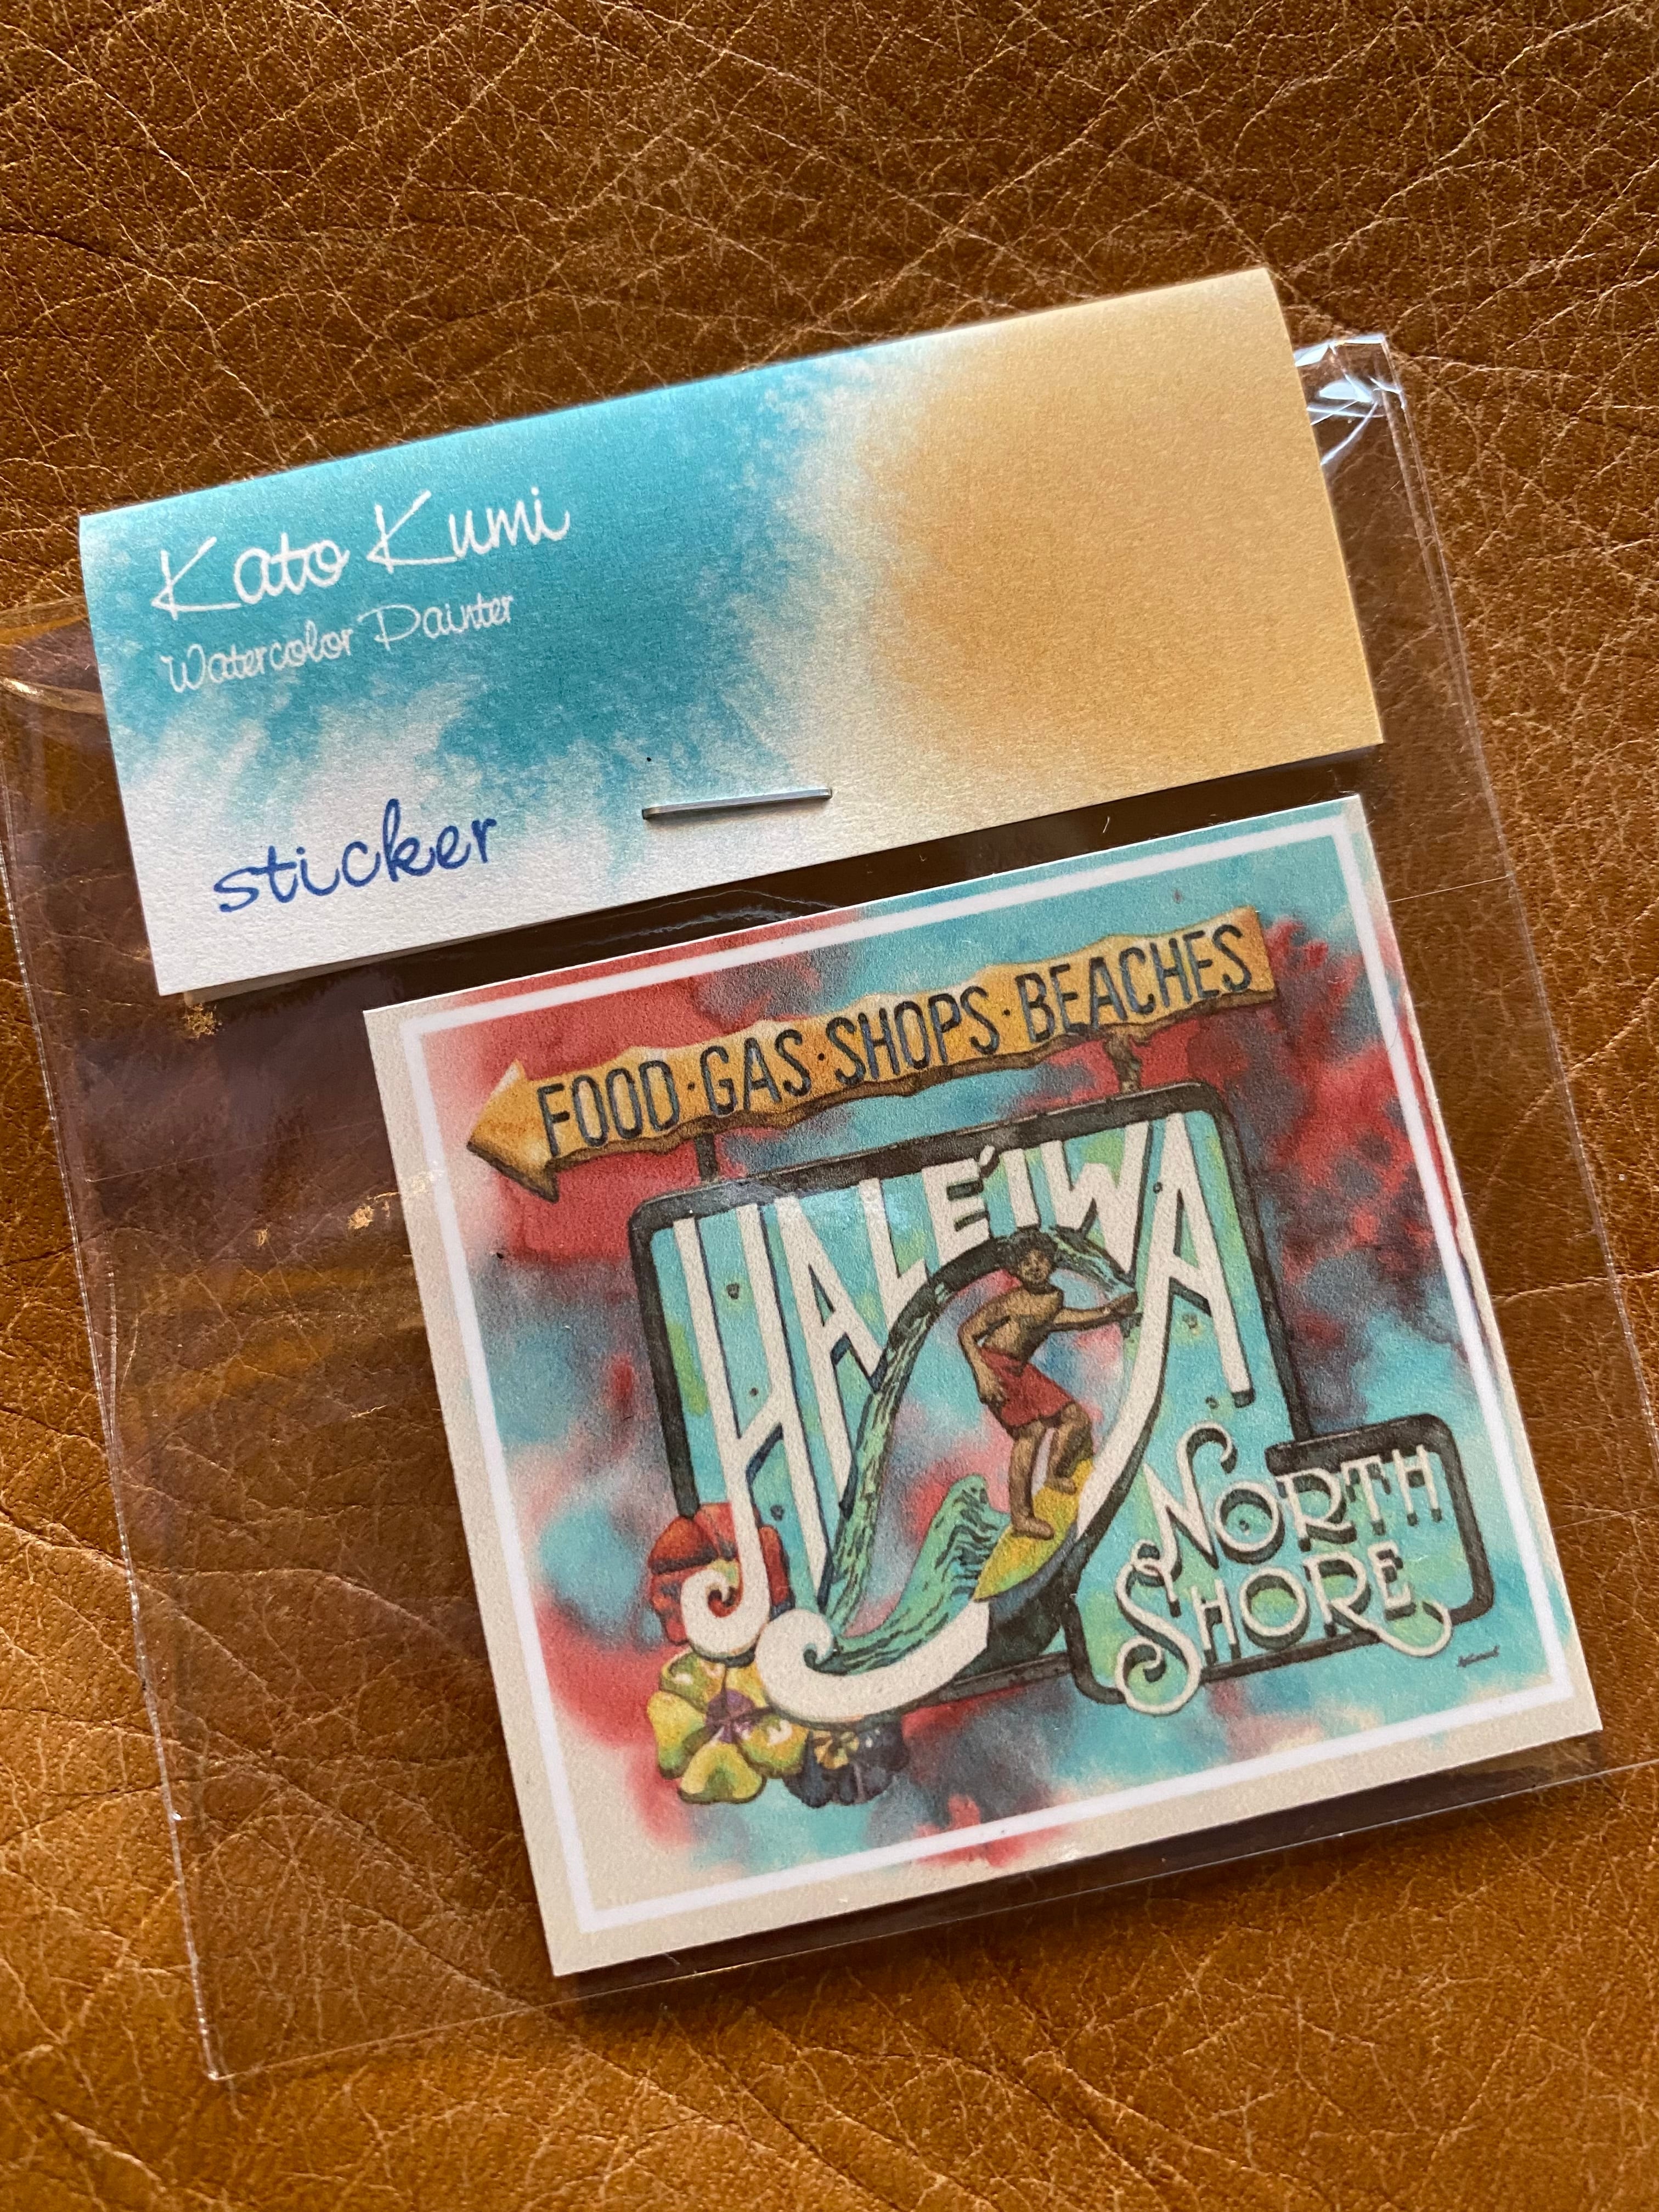 Kato Kumi
Watercolor Painter
sticker
FOOD·GAS·SHOPS·BEACHES
HALE'IWA
NORTH
SHORE